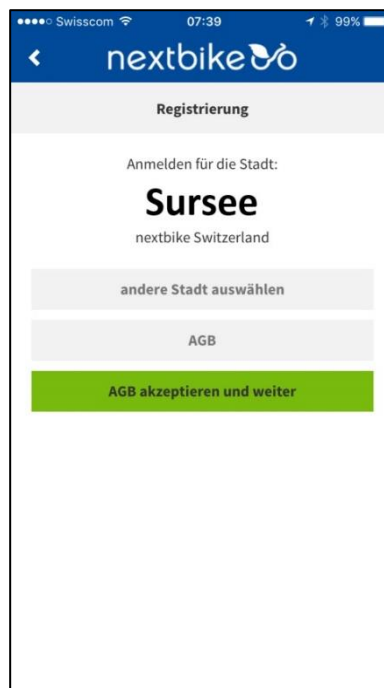 Swisscom 07:39 99%
nextbike
Registrierung
Anmelden für die Stadt:
Sursee
nextbike Switzerland
andere Stadt auswählen
AGB
AGB akzeptieren und weiter